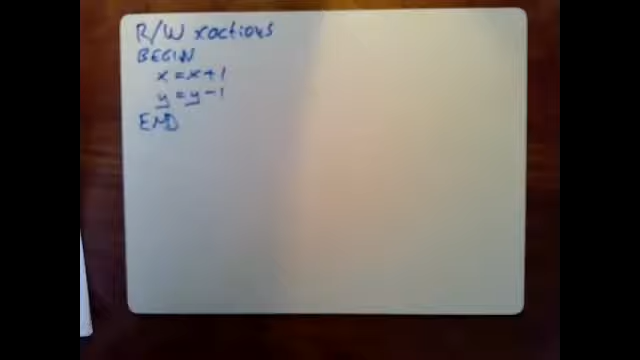 R/W xactions
BEGIN
x = x + 1
y = y - 1
END